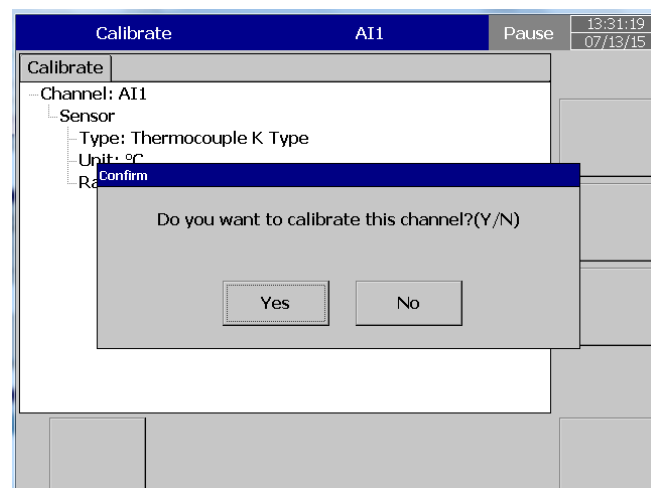 Calibrate AI1 Pause 13:31:19
07/13/15
Calibrate
Channel: AI1
Sensor
Type: Thermocouple K Type
Unit: °C
Confirm
Do you want to calibrate this channel?(Y/N)
Yes No